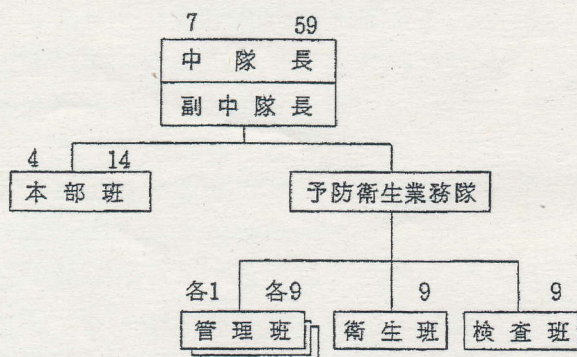 7 59
中隊長
副中隊長
4 14
本部班
予防衛生業務隊
各1 各9 9 9
管理班 衛生班 検査班